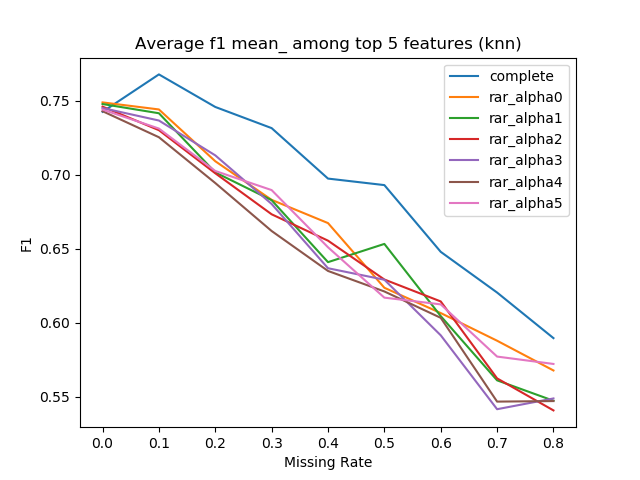 Average f1 mean_ among top 5 features (knn)
complete
rar_alpha0
rar_alpha1
rar_alpha2
rar_alpha3
rar_alpha4
rar_alpha5
F1
0.75
0.70
0.65
0.60
0.55
0.0 0.1 0.2 0.3 0.4 0.5 0.6 0.7 0.8
Missing Rate